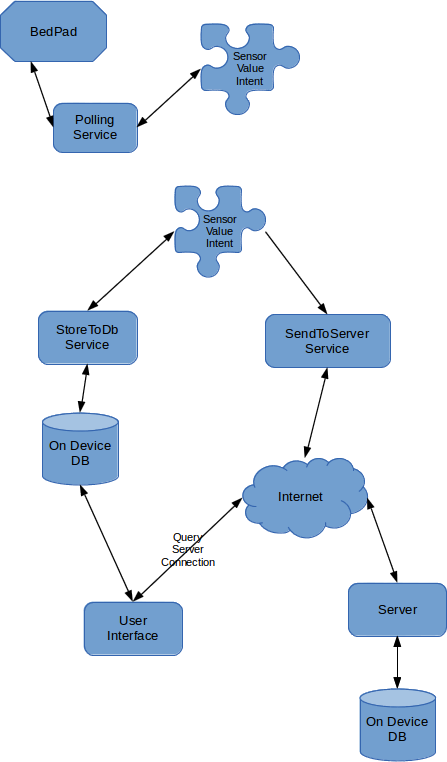 BedPad
Sensor
Value
Intent
Polling
Service
Sensor
Value
Intent
StoreToDb
Service
SendToServer
Service
On Device
DB
Internet
Query
Server
Connection
User
Interface
Server
On Device
DB